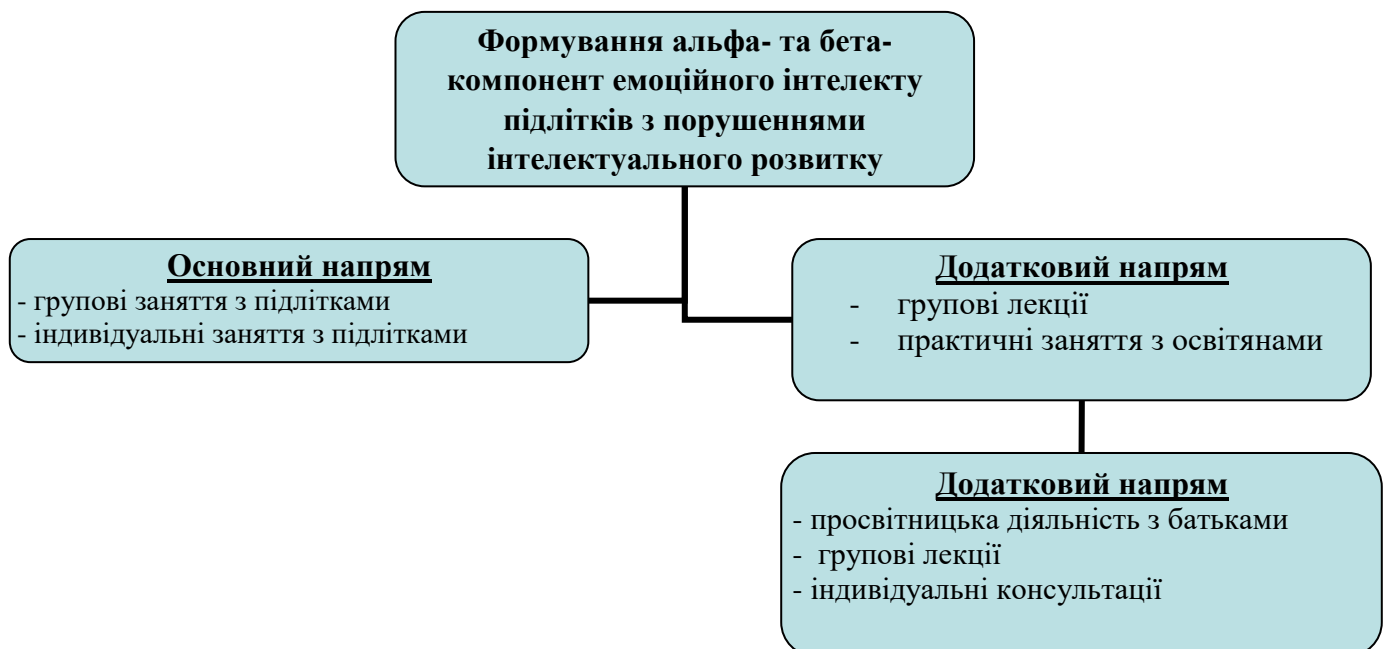 Формування альфа- та бета-
компонент емоційного інтелекту
підлітків з порушеннями
інтелектуального розвитку
Основний напрям
- групові заняття з підлітками
- індивідуальні заняття з підлітками
Додатковий напрям
- групові лекції
- практичні заняття з освітянами
Додатковий напрям
- просвітницька діяльність з батьками
- групові лекції
- індивідуальні консультації